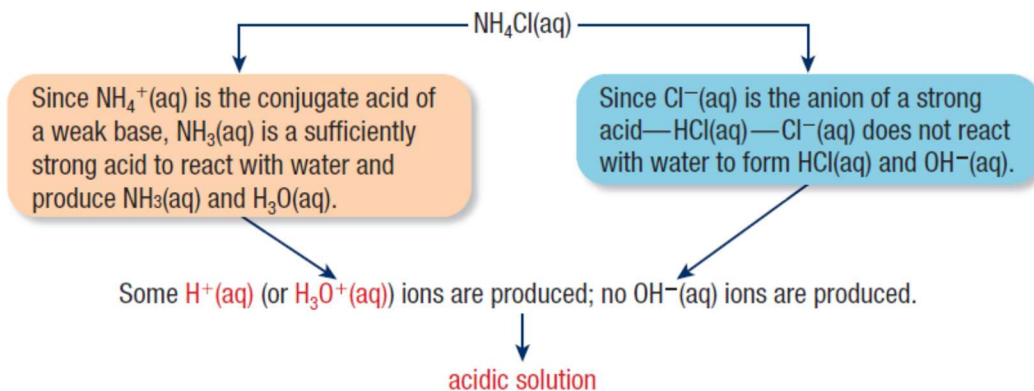 NH₄Cl(aq)
Since NH₄⁺(aq) is the conjugate acid of
a weak base, NH₃(aq) is a sufficiently
strong acid to react with water and
produce NH₃(aq) and H₃O(aq).
Since Cl⁻(aq) is the anion of a strong
acid—HCl(aq)—Cl⁻(aq) does not react
with water to form HCl(aq) and OH⁻(aq).
Some H⁺(aq) (or H₃O⁺(aq)) ions are produced; no OH⁻(aq) ions are produced.
acidic solution